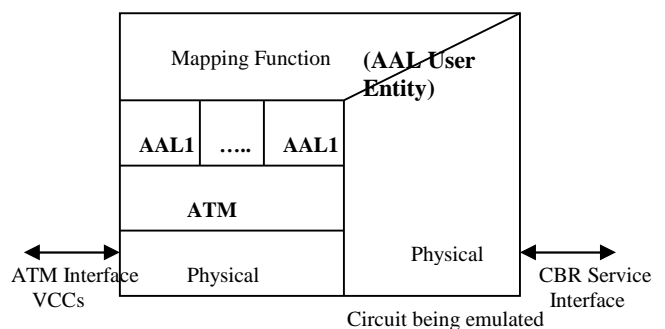 Mapping Function
(AAL User
Entity)
AAL1 ..... AAL1
ATM
Physical
Physical
ATM Interface
VCCs
CBR Service
Interface
Circuit being emulated